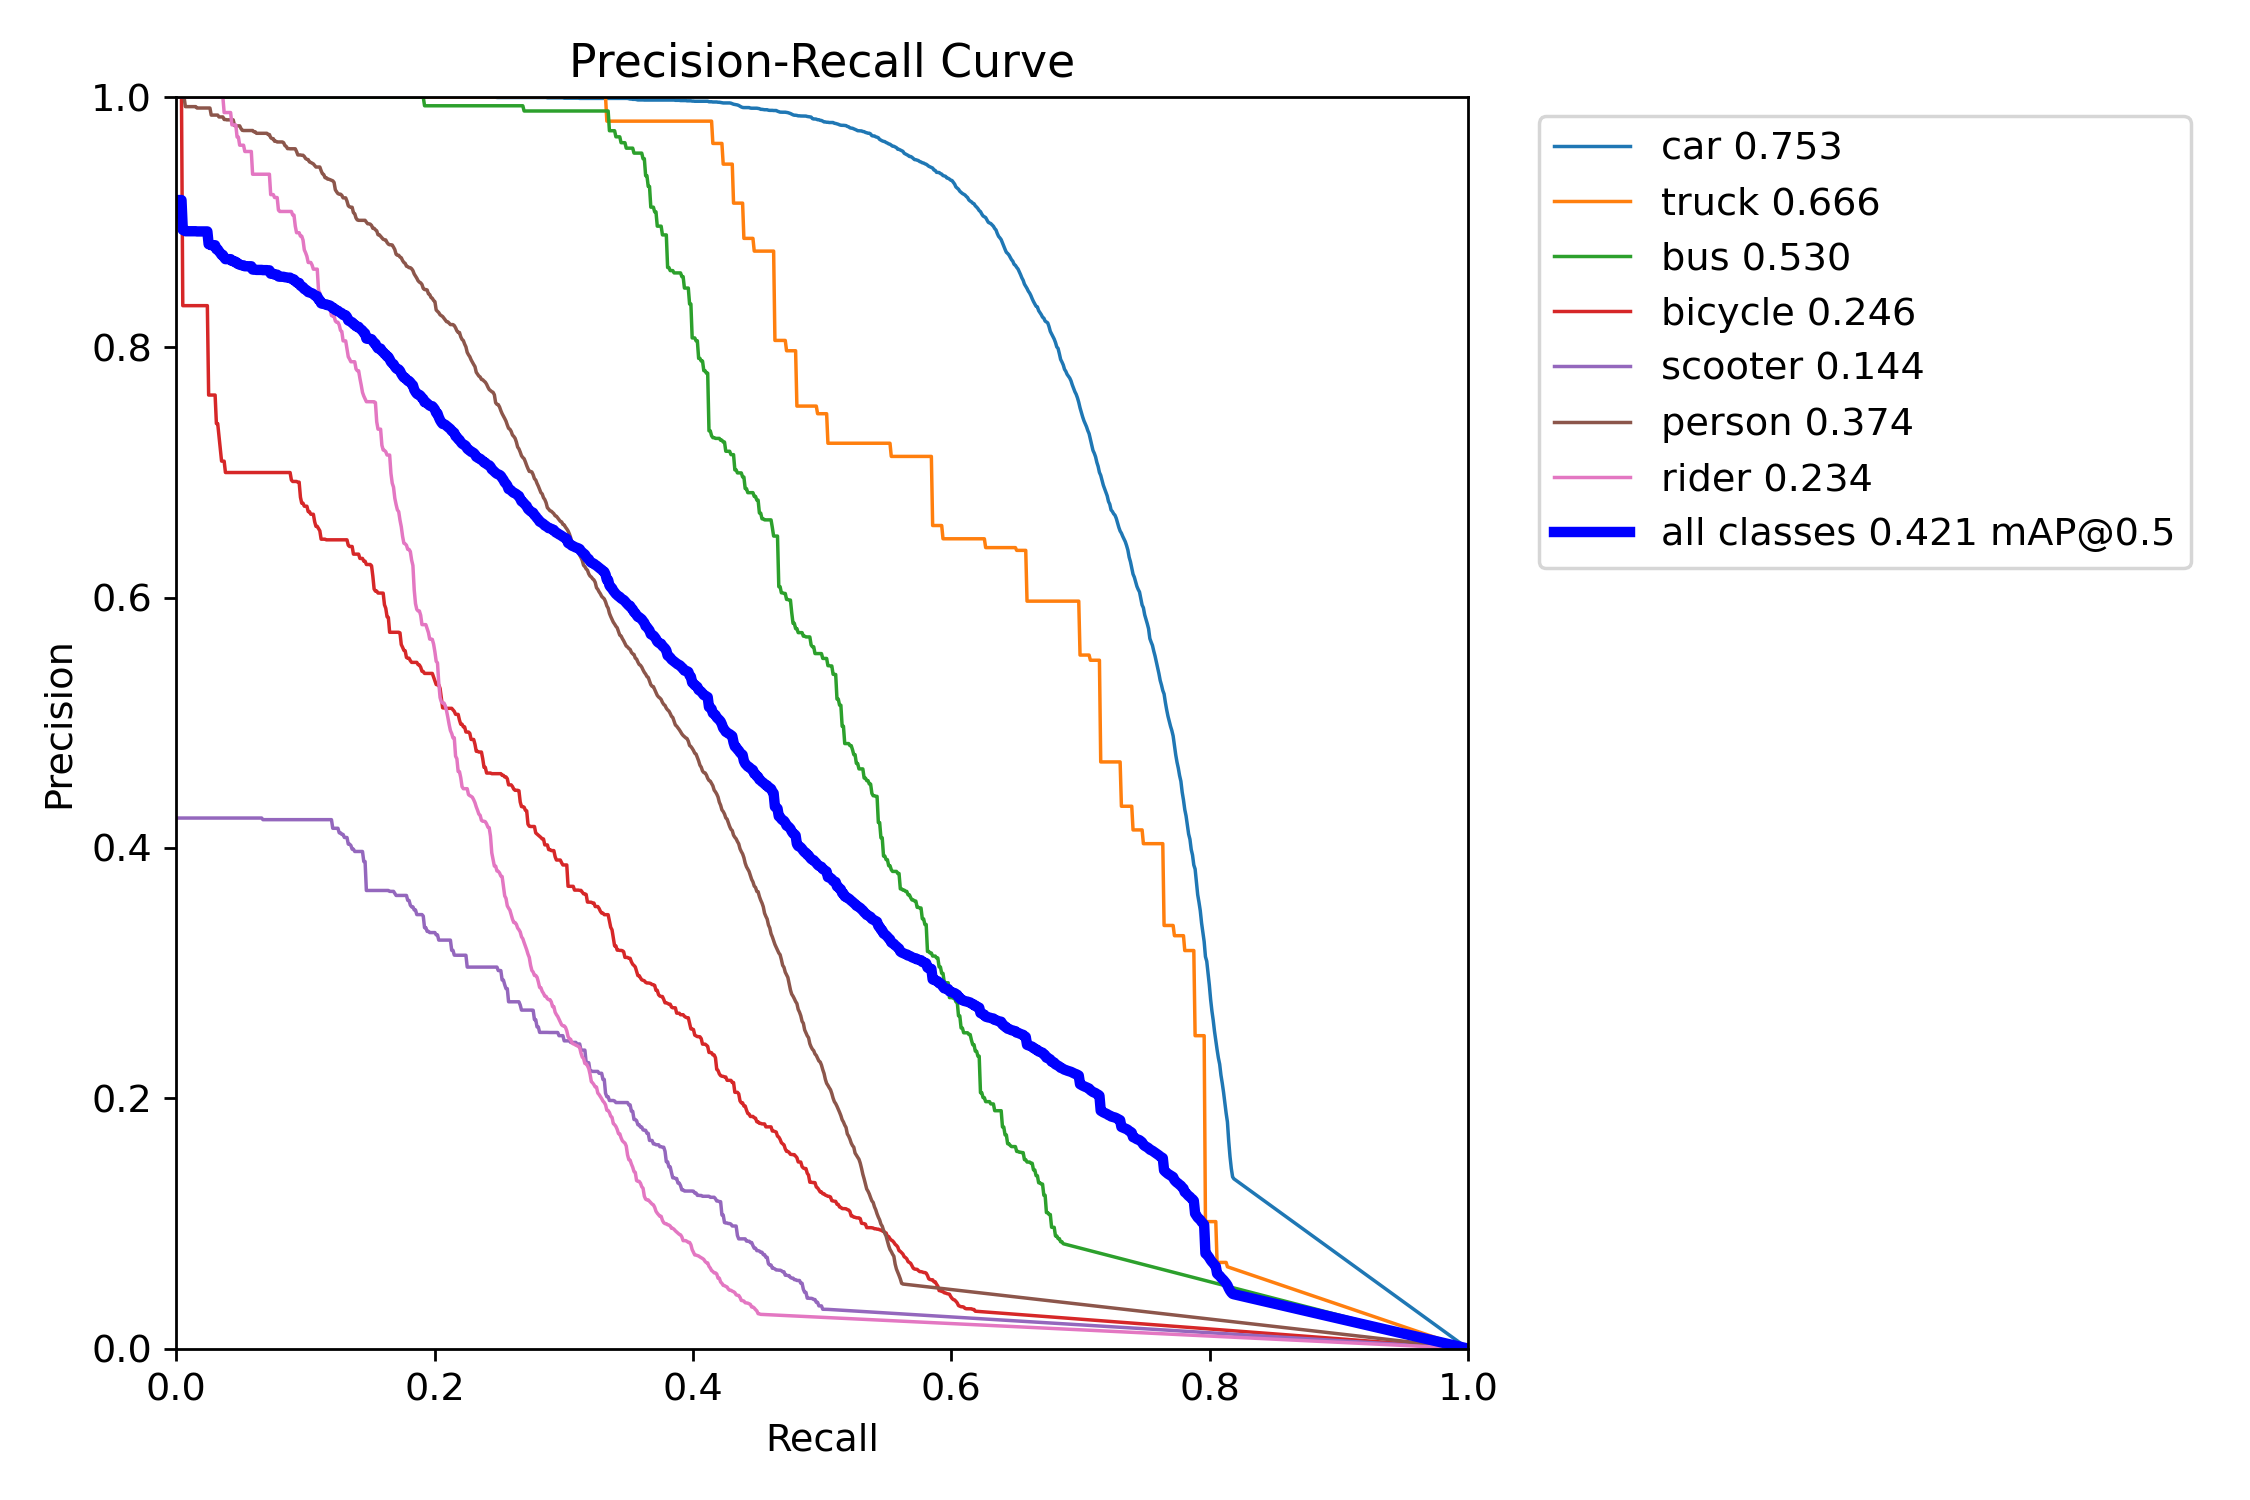 Precision-Recall Curve
1.0
0.8
0.6
0.4
0.2
0.0
Precision
0.0 0.2 0.4 0.6 0.8 1.0
Recall
car 0.753
truck 0.666
bus 0.530
bicycle 0.246
scooter 0.144
person 0.374
rider 0.234
all classes 0.421 mAP@0.5